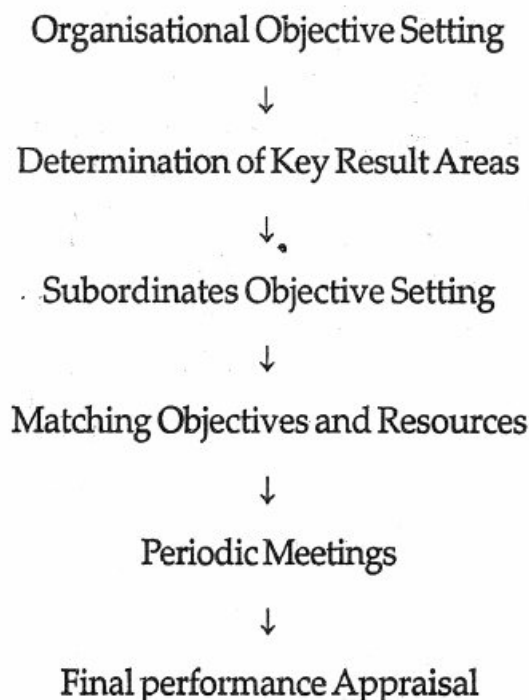 Organisational Objective Setting
↓
Determination of Key Result Areas
↓
Subordinates Objective Setting
↓
Matching Objectives and Resources
↓
Periodic Meetings
↓
Final performance Appraisal